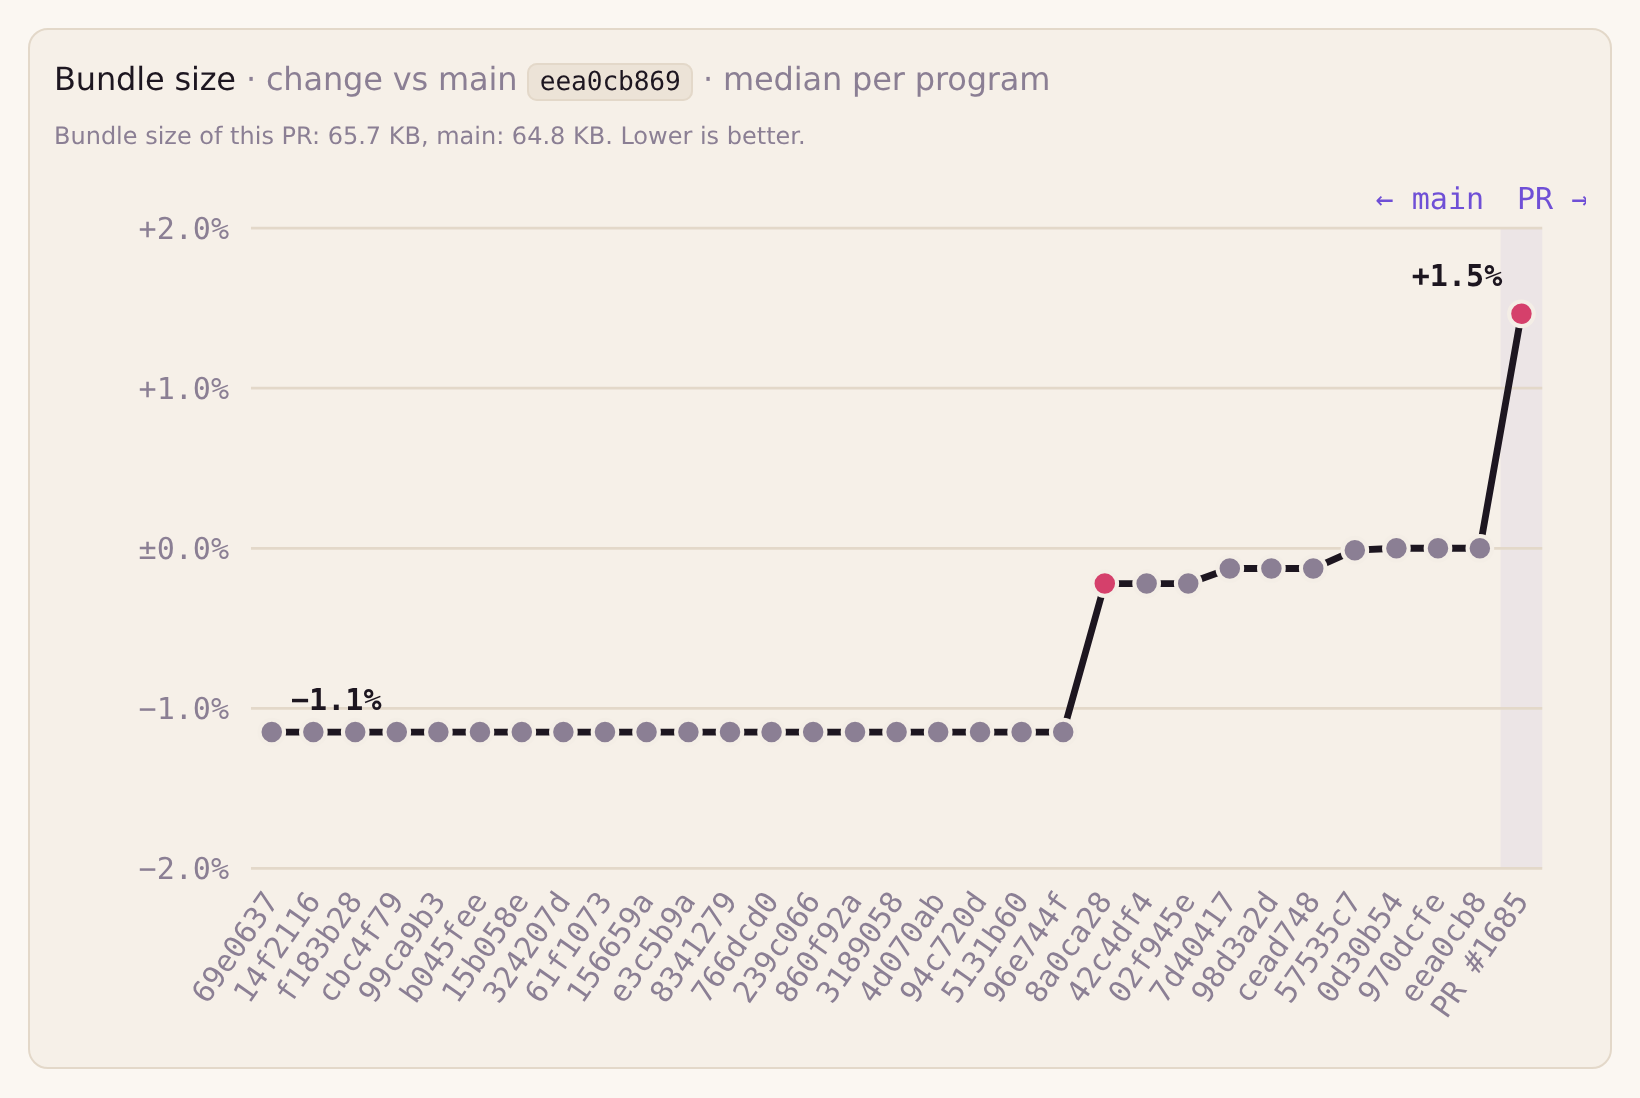 Bundle size · change vs main eea0cb869 · median per program
Bundle size of this PR: 65.7 KB, main: 64.8 KB. Lower is better.
← main PR →
+2.0%
+1.5%
+1.0%
±0.0%
−1.1%
−1.0%
−2.0%
69e0637
14f2116
f183b28
cbc4f79
99ca9b3
b045fee
15b058e
324207d
61f1073
156659a
e3c5b9a
8341279
766dcd0
239c066
860f92a
3189058
4d070ab
94c720d
5131b60
96e744f
8a0ca28
42c4df4
02f945e
7d40417
98d3a2d
cead748
57535c7
0d30b54
970dcfe
eea0cb8
PR #1685